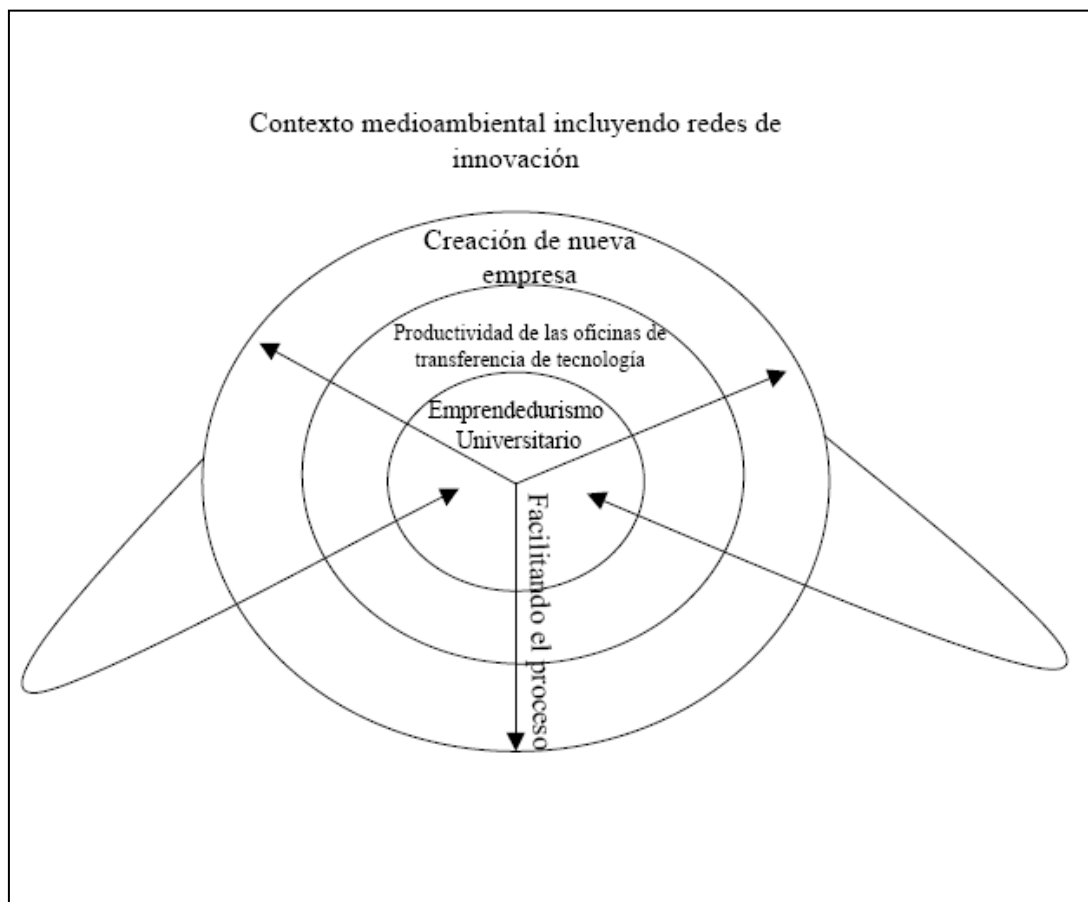 Contexto medioambiental incluyendo redes de
innovación
Creación de nueva
empresa
Productividad de las oficinas de
transferencia de tecnología
Emprendedurismo
Universitario
Facilitando el proceso